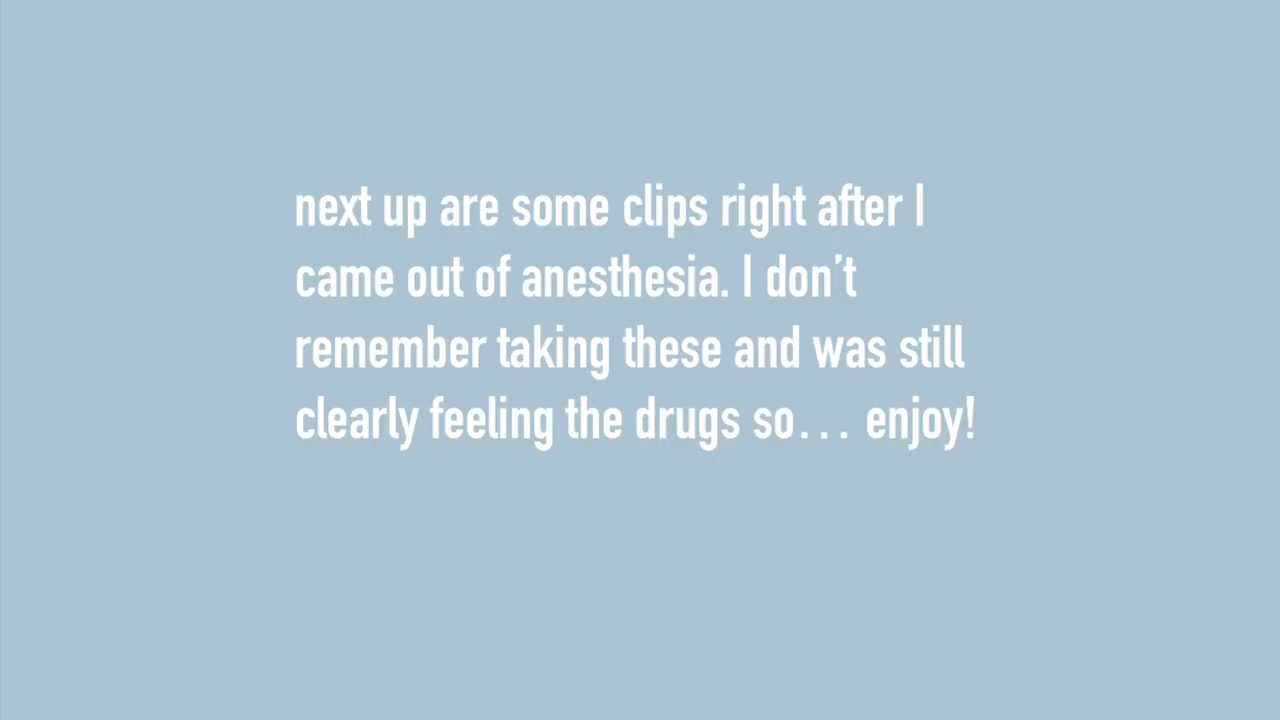 next up are some clips right after I
came out of anesthesia. I don’t
remember taking these and was still
clearly feeling the drugs so... enjoy!